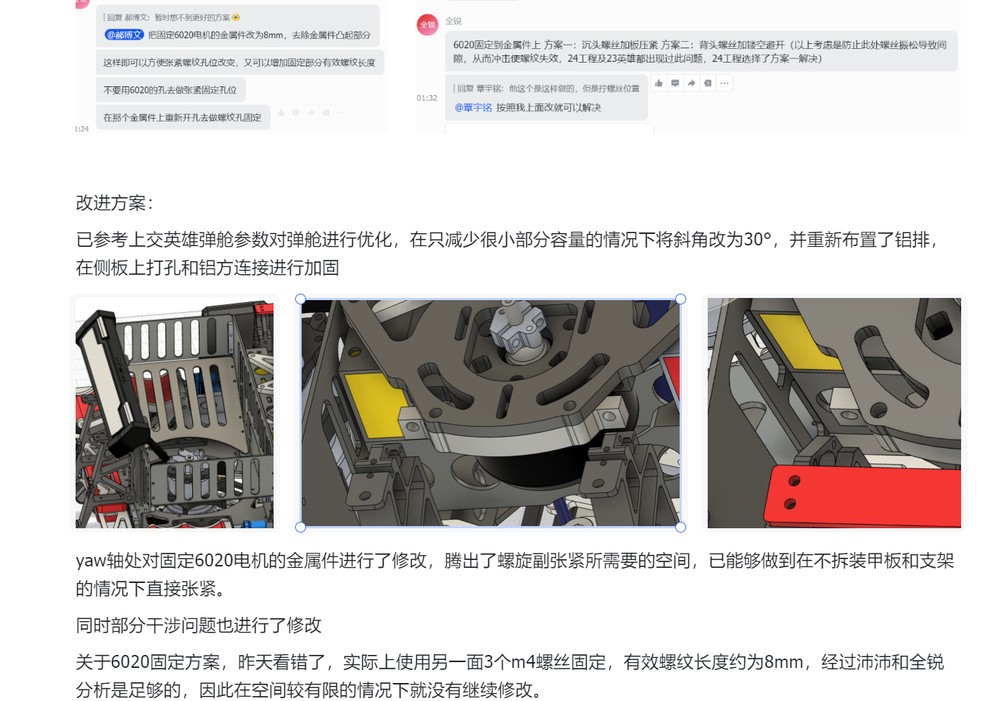 回复 郝博文：暂时想不到更好的方案
@郝博文 把固定6020电机的金属件改为8mm，去除金属件凸起部分
这样即可以方便张紧螺纹孔位改变，又可以增加固定部分有效螺纹长度
不要用6020的孔去做张紧固定孔位
在那个金属件上重新开孔去做螺纹孔固定
1:24
全锐
全锐
6020固定到金属件上 方案一：沉头螺丝加板压紧 方案二：背头螺丝加镂空避开（以上考虑是防止此处螺丝振松导致间
隙，从而冲击使螺纹失效，24工程及23英雄都出现过此问题，24工程选择了方案一解决）
回复 覃宇铭：他这个是这样做的，但是拧螺丝位置
01:32
@覃宇铭 按照我上面改就可以解决
改进方案：
已参考上交英雄弹舱参数对弹舱进行优化，在只减少很小部分容量的情况下将斜角改为30°，并重新布置了铝排，
在侧板上打孔和铝方连接进行加固
yaw轴处对固定6020电机的金属件进行了修改，腾出了螺旋副张紧所需要的空间，已能够做到在不拆装甲板和支架
的情况下直接张紧。
同时部分干涉问题也进行了修改
关于6020固定方案，昨天看错了，实际上使用另一面3个m4螺丝固定，有效螺纹长度约为8mm，经过沛沛和全锐
分析是足够的，因此在空间较有限的情况下就没有继续修改。